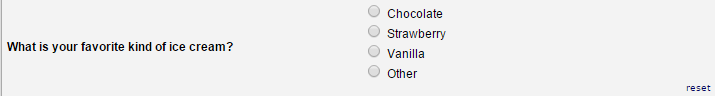 What is your favorite kind of ice cream?
Chocolate
Strawberry
Vanilla
Other
reset